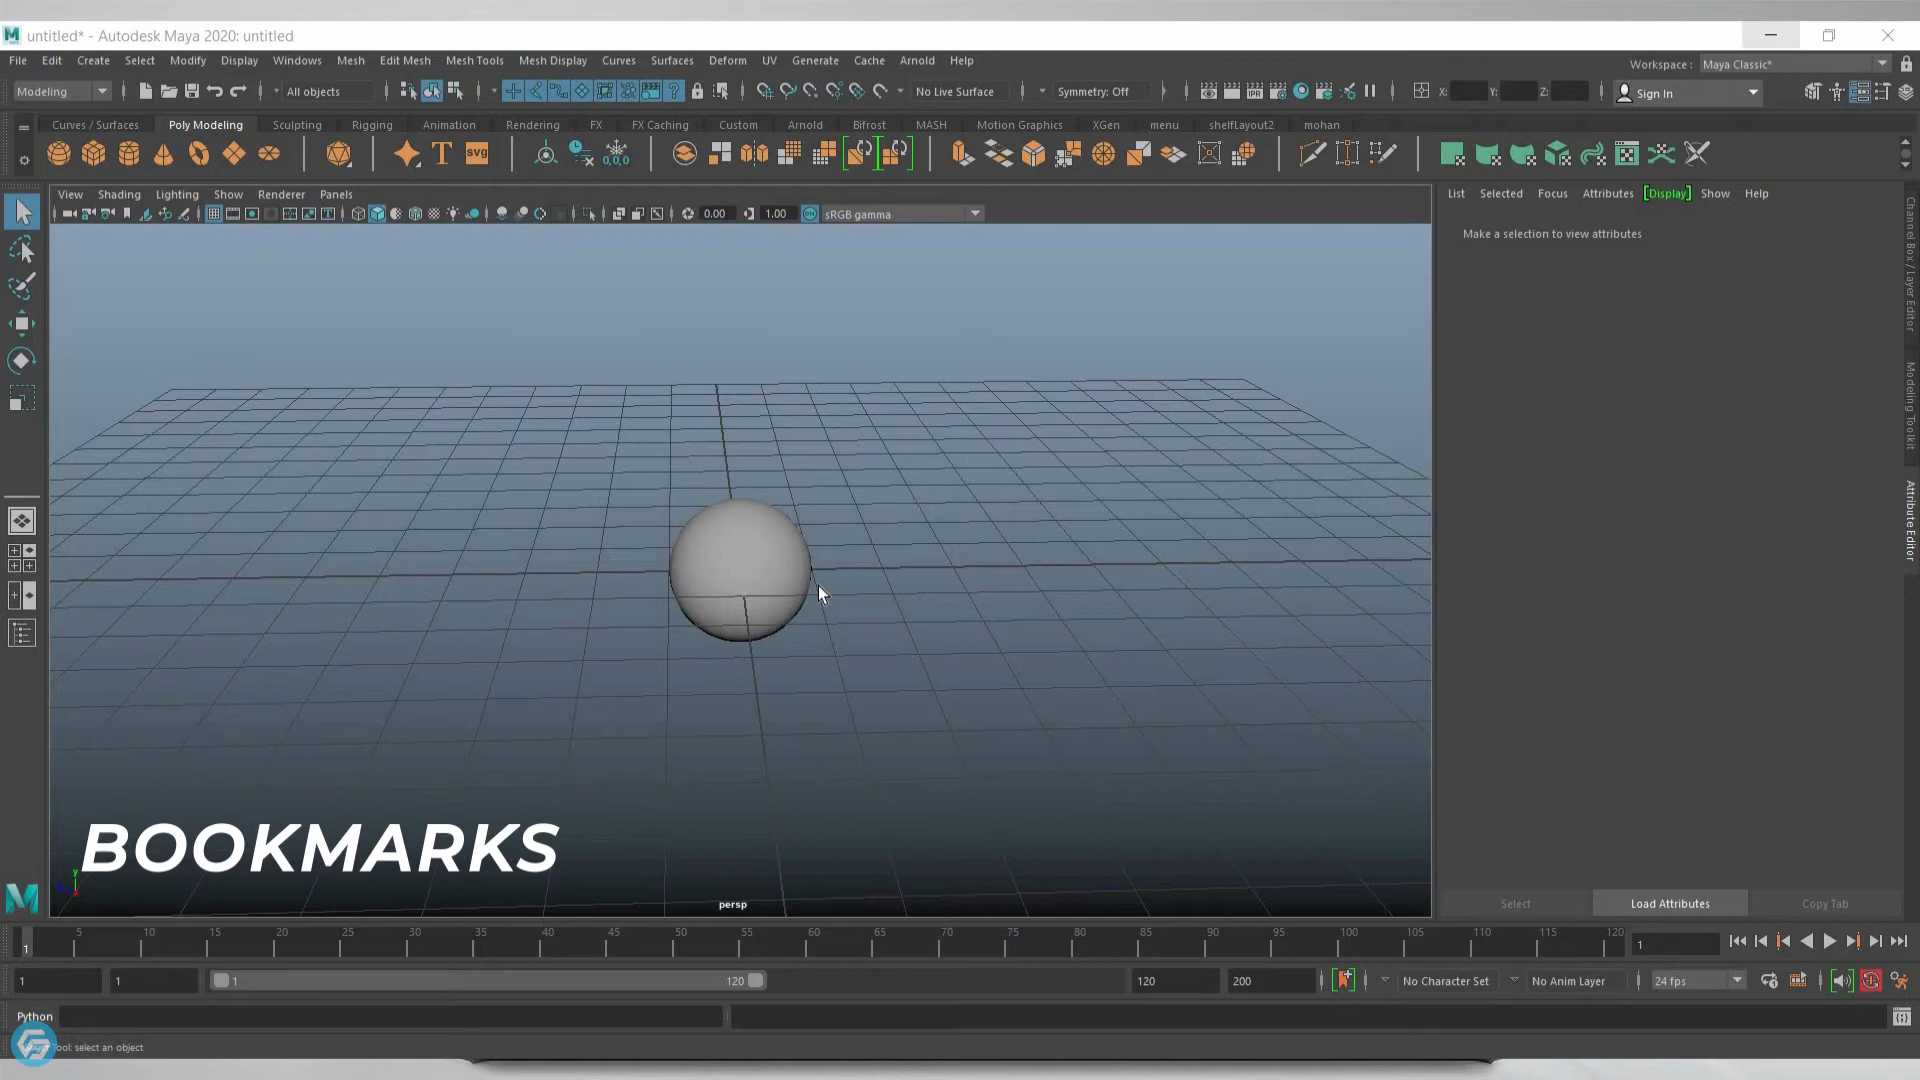 untitled* - Autodesk Maya 2020: untitled
File Edit Create Select Modify Display Windows Mesh Edit Mesh Mesh Tools Mesh Display Curves Surfaces Deform UV Generate Cache Arnold Help
Workspace : Maya Classic*
Modeling All objects No Live Surface Symmetry: Off IPR X: Y: Z: Sign In
Curves / Surfaces Poly Modeling Sculpting Rigging Animation Rendering FX FX Caching Custom Arnold Bifrost MASH Motion Graphics XGen menu shelfLayout2 mohan
T svg 0,0,0
View Shading Lighting Show Renderer Panels
0.00 1.00 ON sRGB gamma
List Selected Focus Attributes [Display] Show Help
Make a selection to view attributes
Channel Box / Layer Editor
Modeling Toolkit
Attribute Editor
BOOKMARKS
y
persp
Select Load Attributes Copy Tab
5 10 15 20 25 30 35 40 45 50 55 60 65 70 75 80 85 90 95 100 105 110 115 120
1 1
1 1 1 120 120 200 No Character Set No Anim Layer 24 fps
Python
Tool: select an object